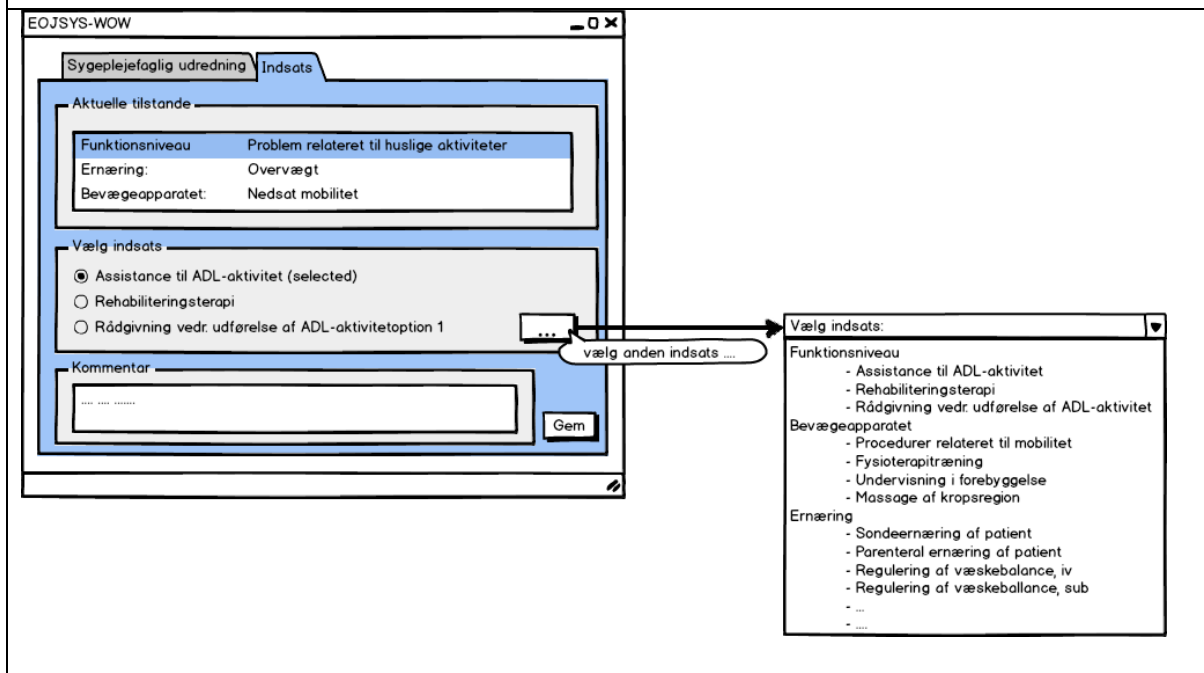 EOJSYS-WOW
Sygeplejefaglig udredning
Indsats
Aktuelle tilstande
Funktionsniveau Problem relateret til huslige aktiviteter
Ernæring: Overvægt
Bevægeapparatet: Nedsat mobilitet
Vælg indsats
Assistance til ADL-aktivitet (selected)
Rehabiliteringsterapi
Rådgivning vedr. udførelse af ADL-aktivitetoption 1
...
vælg anden indsats ....
Kommentar
.... .... .......
Gem
Vælg indsats:
Funktionsniveau
- Assistance til ADL-aktivitet
- Rehabiliteringsterapi
- Rådgivning vedr. udførelse af ADL-aktivitet
Bevægeapparatet
- Procedurer relateret til mobilitet
- Fysioterapitræning
- Undervisning i forebyggelse
- Massage af kropsregion
Ernæring
- Sondeernæring af patient
- Parenteral ernæring af patient
- Regulering af væskebalance, iv
- Regulering af væskeballance, sub
- ...
- ....